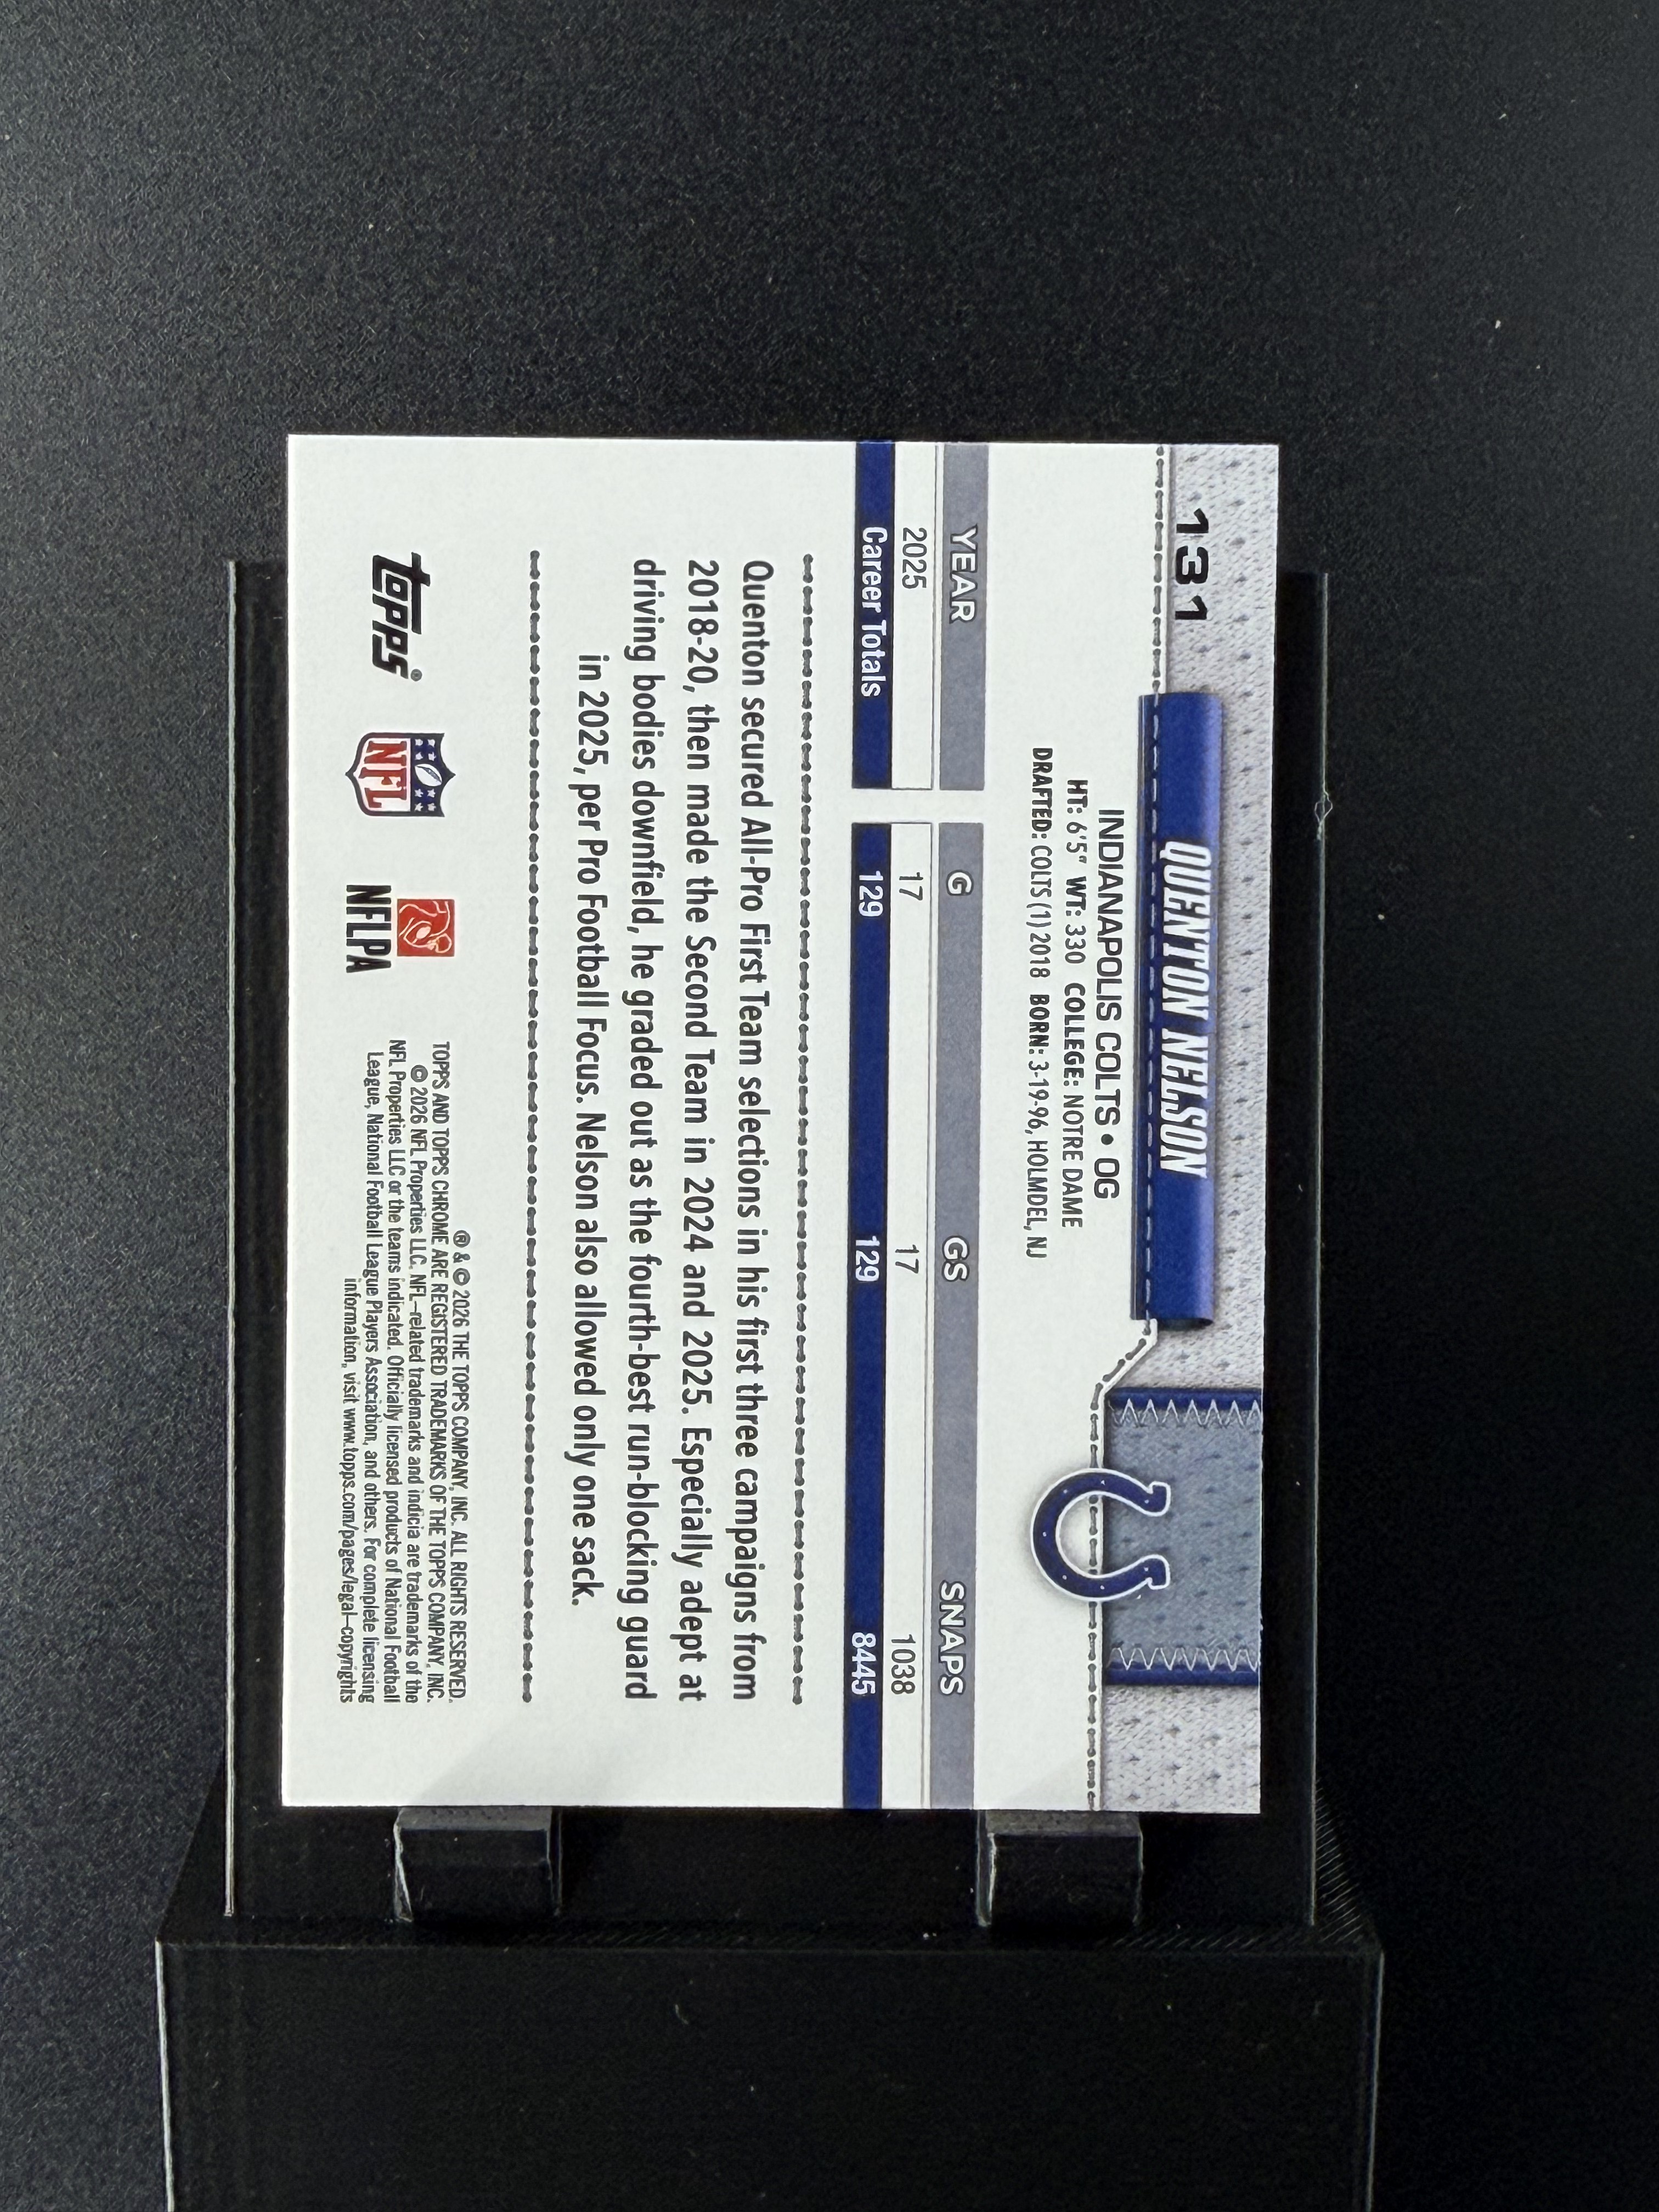 131
QUENTON NELSON
INDIANAPOLIS COLTS • OG
HT: 6'5" WT: 330 COLLEGE: NOTRE DAME
DRAFTED: COLTS (1) 2018 BORN: 3-19-96, HOLMDEL, NJ
YEAR G GS SNAPS
2025 17 17 1038
Career Totals 129 129 8445
Quenton secured All-Pro First Team selections in his first three campaigns from
2018-20, then made the Second Team in 2024 and 2025. Especially adept at
driving bodies downfield, he graded out as the fourth-best run-blocking guard
in 2025, per Pro Football Focus. Nelson also allowed only one sack.
topps®
NFL
NFLPA
® & © 2026 THE TOPPS COMPANY, INC. ALL RIGHTS RESERVED.
TOPPS AND TOPPS CHROME ARE REGISTERED TRADEMARKS OF THE TOPPS COMPANY, INC.
© 2026 NFL Properties LLC. NFL-related trademarks and indicia are trademarks of the
NFL Properties LLC or the teams indicated. Officially licensed products of National Football
League, National Football League Players Association, and others. For complete licensing
information, visit www.topps.com/pages/legal-copyrights